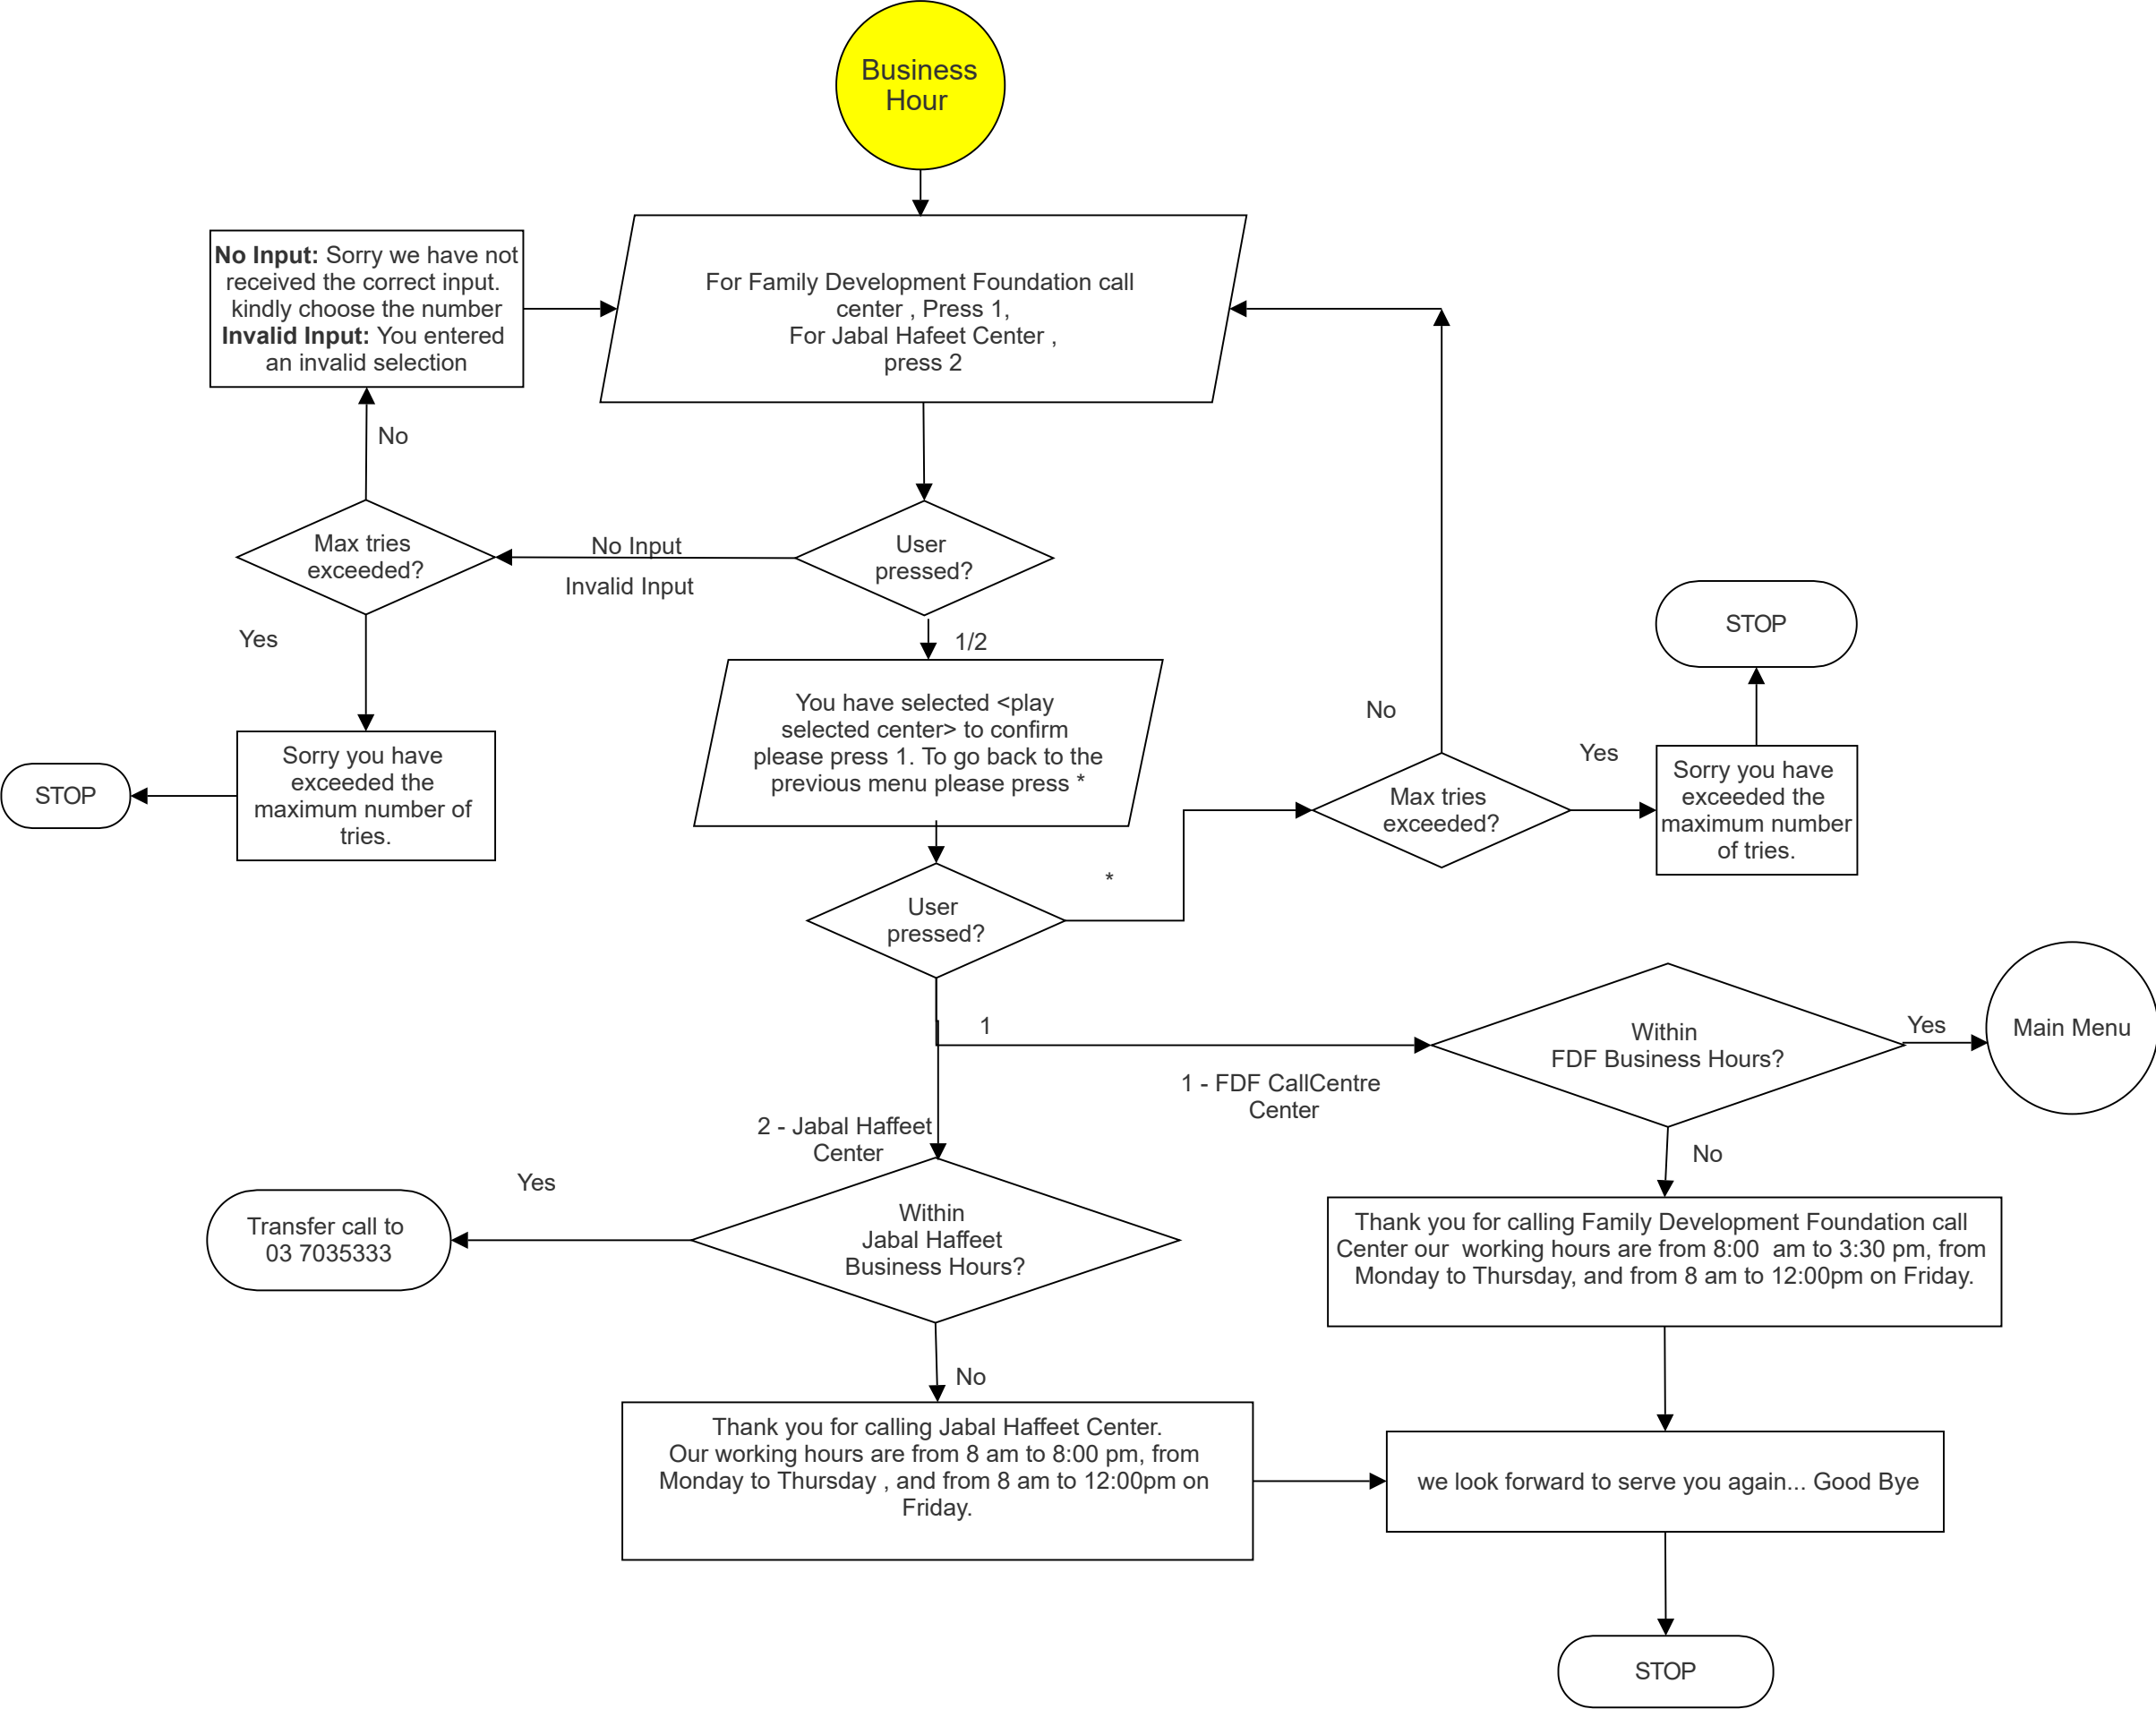 Business
Hour
No Input: Sorry we have not
received the correct input.
kindly choose the number
Invalid Input: You entered
an invalid selection
For Family Development Foundation call
center , Press 1,
For Jabal Hafeet Center ,
press 2
No
Max tries
exceeded?
No Input
Invalid Input
User
pressed?
Yes
1/2
STOP
You have selected <play
selected center> to confirm
please press 1. To go back to the
previous menu please press *
No
Yes
Sorry you have
exceeded the
maximum number of
tries.
STOP
Max tries
exceeded?
Sorry you have
exceeded the
maximum number
of tries.
*
User
pressed?
1
Within
FDF Business Hours?
Yes
Main Menu
1 - FDF CallCentre
Center
2 - Jabal Haffeet
Center
No
Yes
Transfer call to
03 7035333
Within
Jabal Haffeet
Business Hours?
Thank you for calling Family Development Foundation call
Center our  working hours are from 8:00  am to 3:30 pm, from
Monday to Thursday, and from 8 am to 12:00pm on Friday.
No
Thank you for calling Jabal Haffeet Center.
Our working hours are from 8 am to 8:00 pm, from
Monday to Thursday , and from 8 am to 12:00pm on
Friday.
we look forward to serve you again... Good Bye
STOP